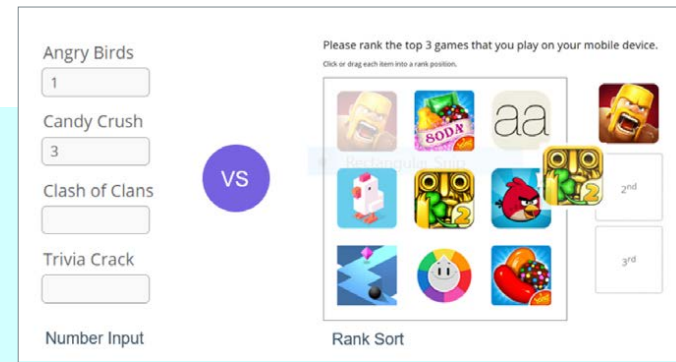 Angry Birds
1
Candy Crush
3
Clash of Clans
Trivia Crack
Number Input
VS
Please rank the top 3 games that you play on your mobile device.
Click or drag each item into a rank position.
SODA
aa
Rectangular Snip
2
2
2nd
3rd
Rank Sort